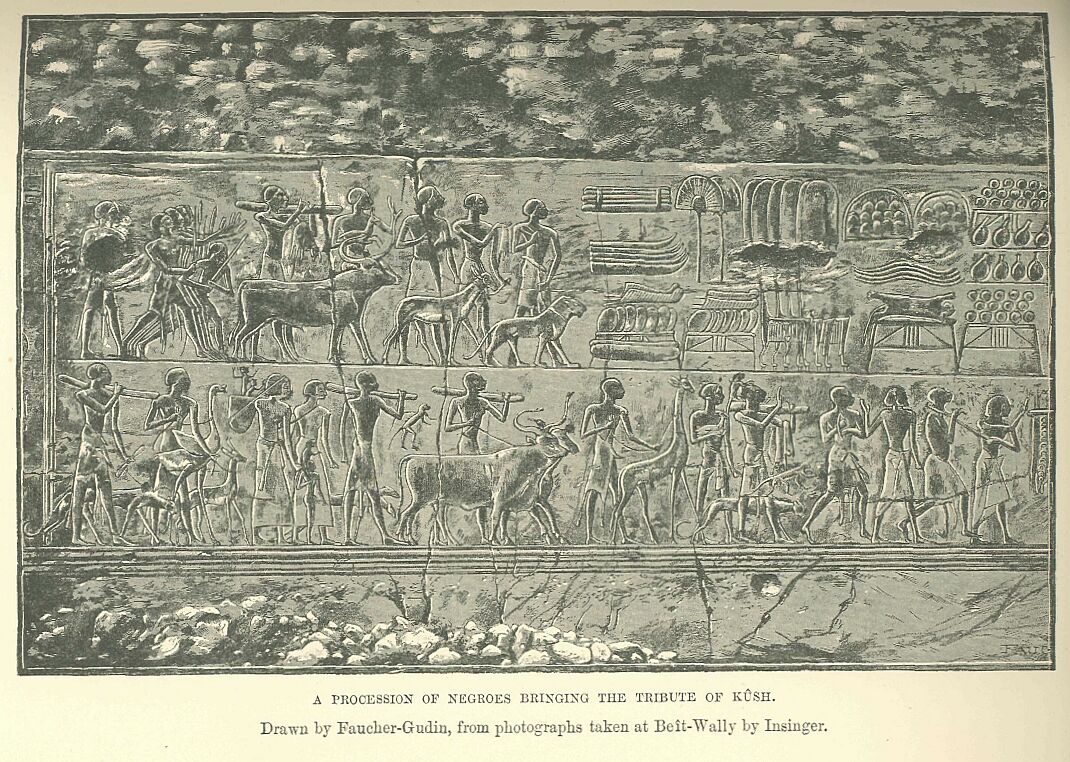 A PROCESSION OF NEGROES BRINGING THE TRIBUTE OF KÛSH.
Drawn by Faucher-Gudin, from photographs taken at Beît-Wally by Insinger.